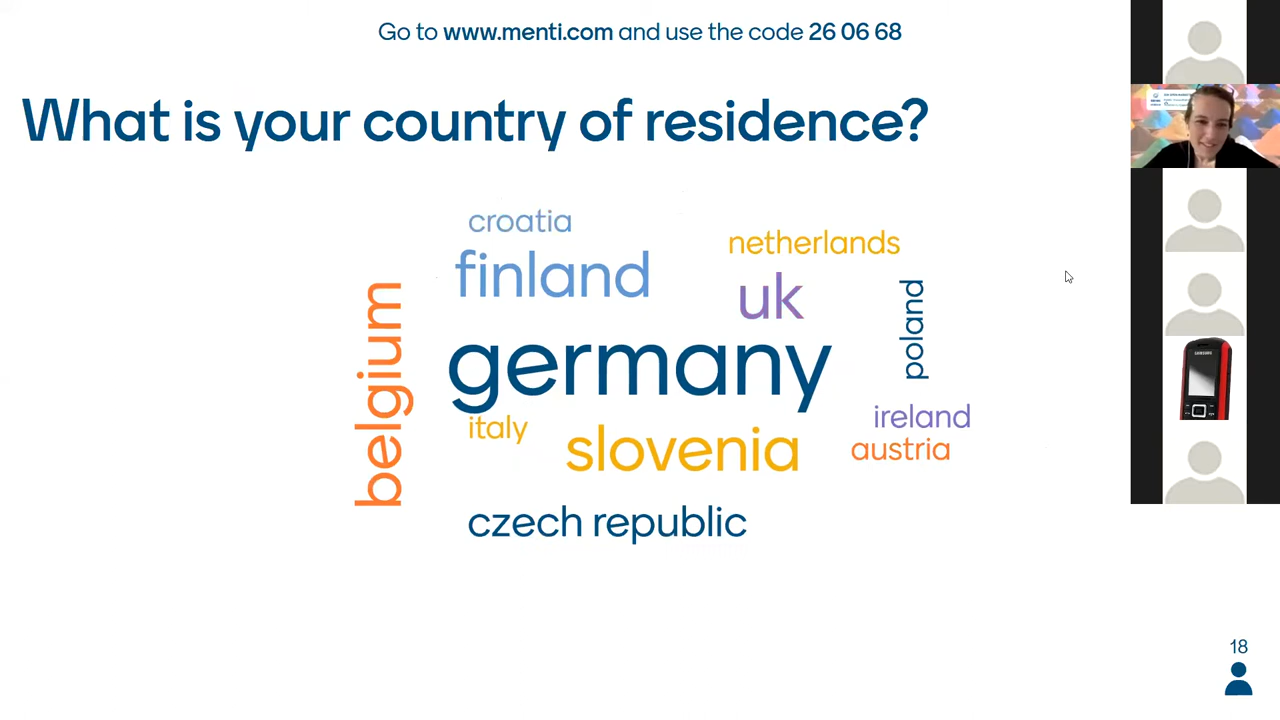 Go to www.menti.com and use the code 26 06 68
What is your country of residence?
croatia
netherlands
finland
uk
belgium
poland
germany
italy
ireland
slovenia
austria
czech republic
SAMSUNG
18